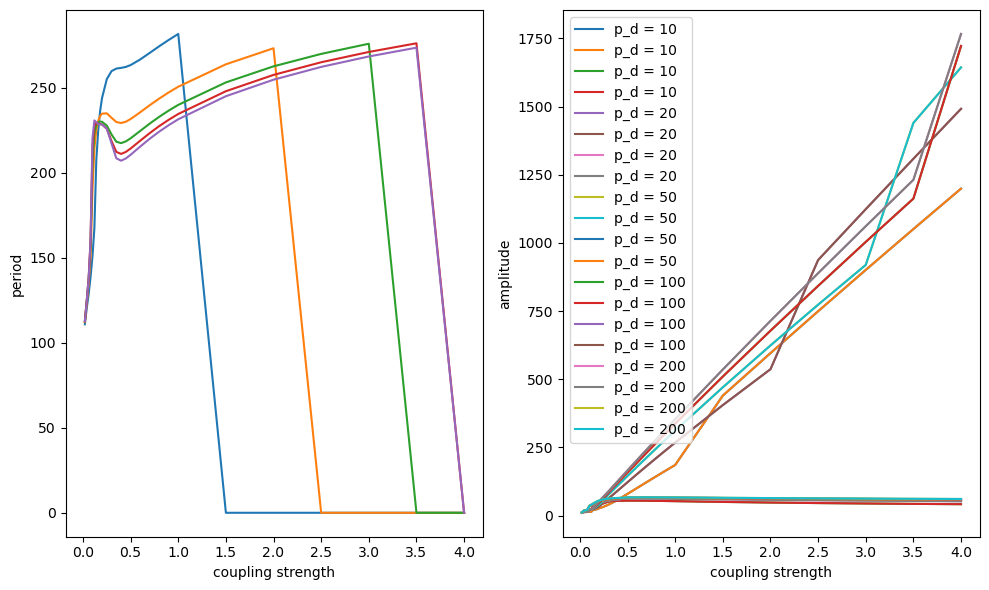 period
250
200
150
100
50
0
0.0 0.5 1.0 1.5 2.0 2.5 3.0 3.5 4.0
coupling strength
amplitude
1750
1500
1250
1000
750
500
250
0
p_d = 10
p_d = 10
p_d = 10
p_d = 10
p_d = 20
p_d = 20
p_d = 20
p_d = 20
p_d = 50
p_d = 50
p_d = 50
p_d = 50
p_d = 100
p_d = 100
p_d = 100
p_d = 100
p_d = 200
p_d = 200
p_d = 200
p_d = 200
0.0 0.5 1.0 1.5 2.0 2.5 3.0 3.5 4.0
coupling strength